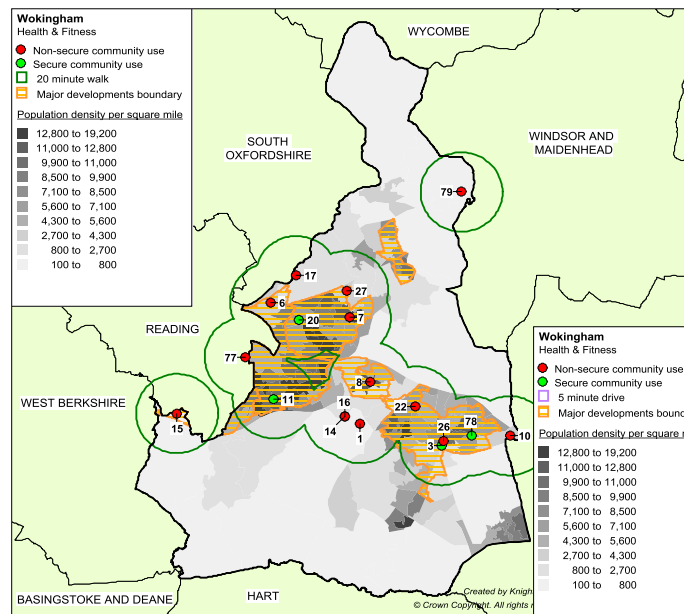 Wokingham
Health & Fitness
Non-secure community use
Secure community use
20 minute walk
Major developments boundary
Population density per square mile
12,800 to 19,200
11,000 to 12,800
9,900 to 11,000
8,500 to 9,900
7,100 to 8,500
5,600 to 7,100
4,300 to 5,600
2,700 to 4,300
800 to 2,700
100 to 800
WYCOMBE
SOUTH
OXFORDSHIRE
WINDSOR AND
MAIDENHEAD
79
17
27
6
20
7
READING
77
8
WEST BERKSHIRE
11
22
15
16
14
1
26
3
78
10
BASINGSTOKE AND DEANE
HART
Wokingham
Health & Fitness
Non-secure community use
Secure community use
5 minute drive
Major developments bound
Population density per square m
12,800 to 19,200
11,000 to 12,800
9,900 to 11,000
8,500 to 9,900
7,100 to 8,500
5,600 to 7,100
4,300 to 5,600
2,700 to 4,300
800 to 2,700
100 to 800
Created by Knigh
© Crown Copyright. All rights r